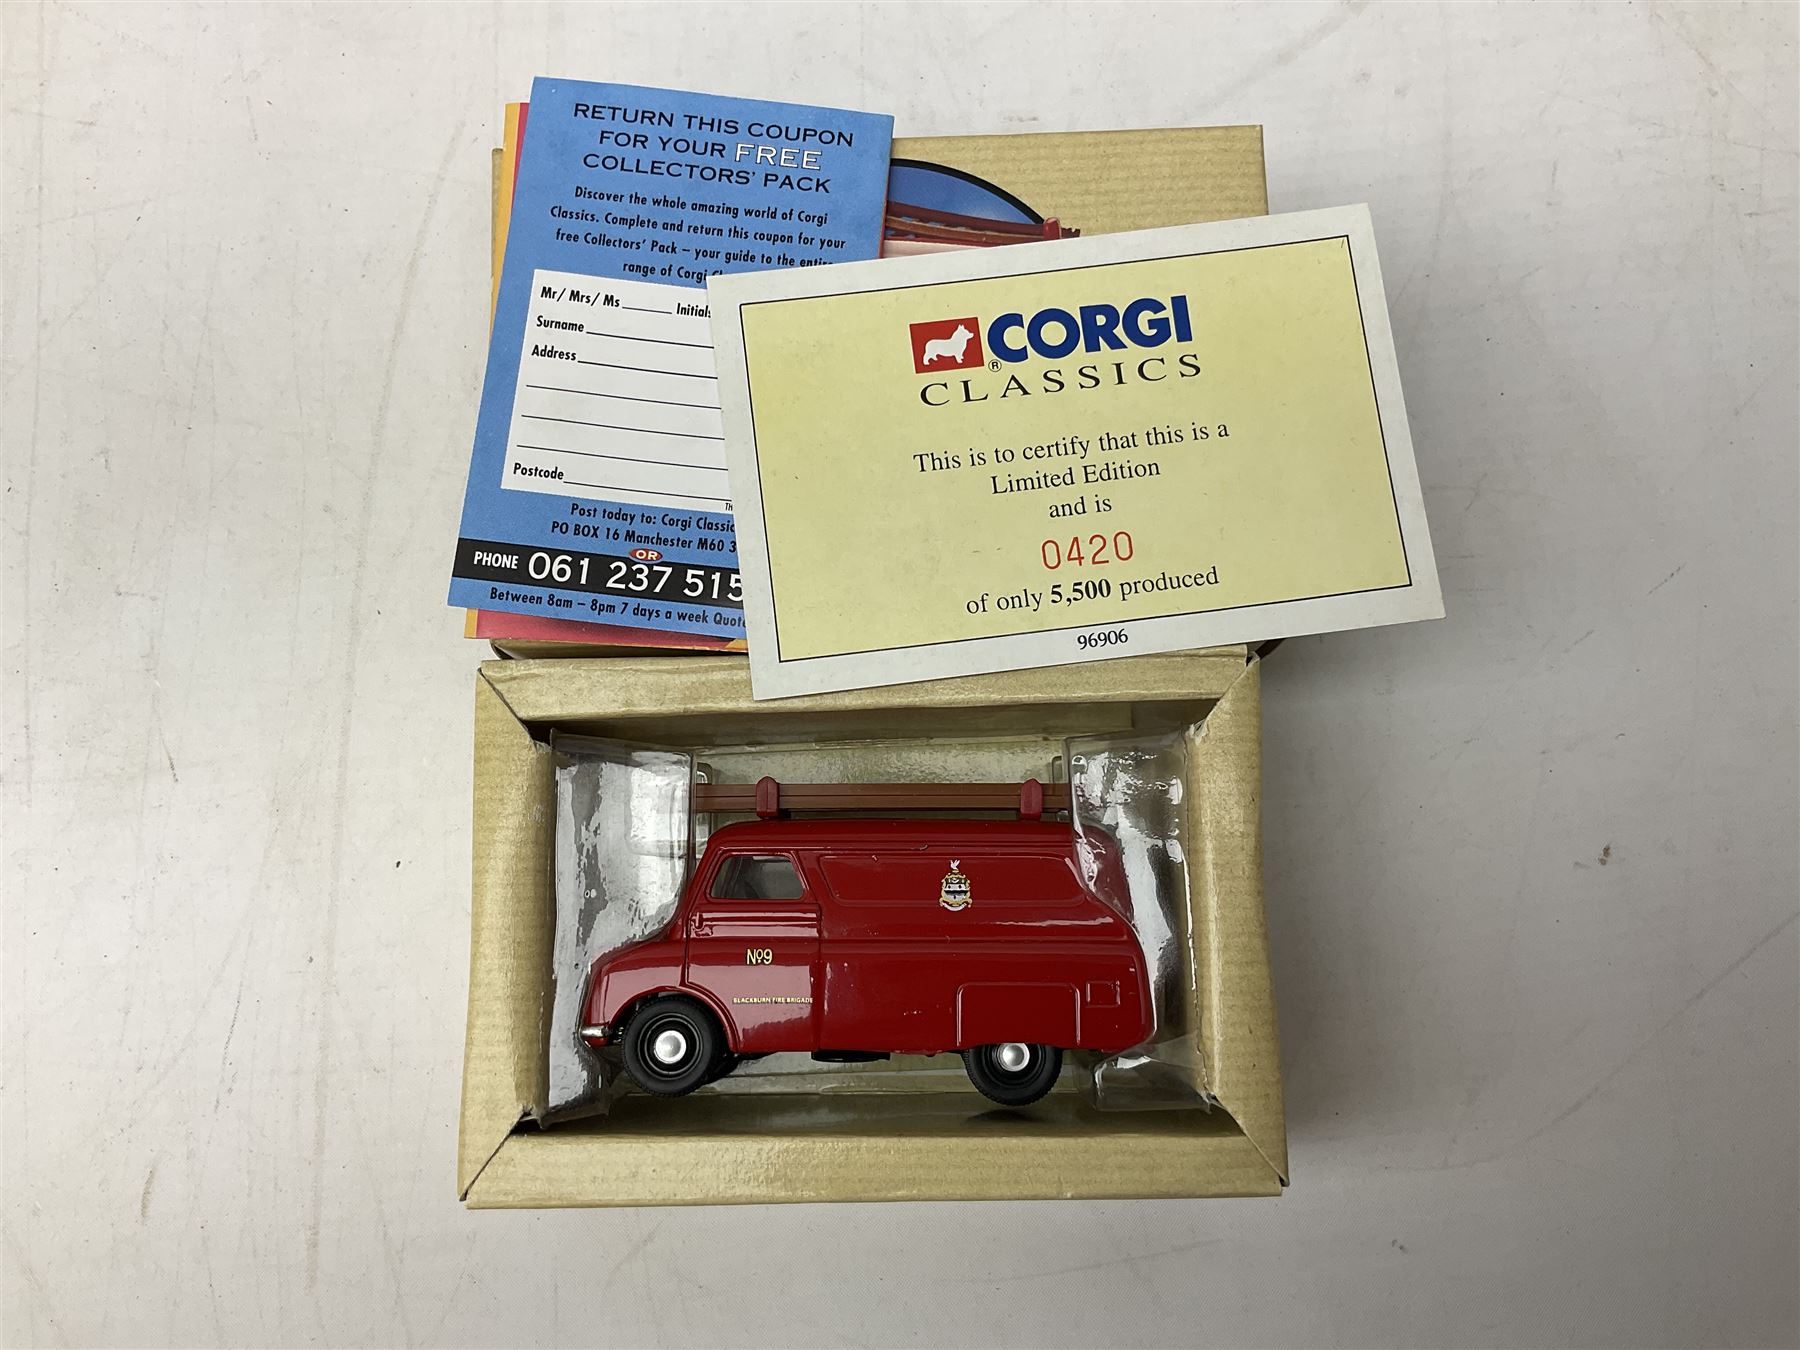 RETURN THIS COUPON
FOR YOUR FREE
COLLECTORS' PACK
Discover the whole amazing world of Corgi
Classics. Complete and return this coupon for your
free Collectors' Pack – your guide to the entire
range of Corgi
Mr/ Mrs/ Ms Initials
Surname
Address
Postcode
Post today to: Corgi Classic
PO BOX 16 Manchester M60 3
OR
PHONE 061 237 515
Between 8am – 8pm 7 days a week Quote
CORGI
®
CLASSICS
This is to certify that this is a
Limited Edition
and is
0420
of only 5,500 produced
96906
Nº9
BLACKBURN FIRE BRIGADE